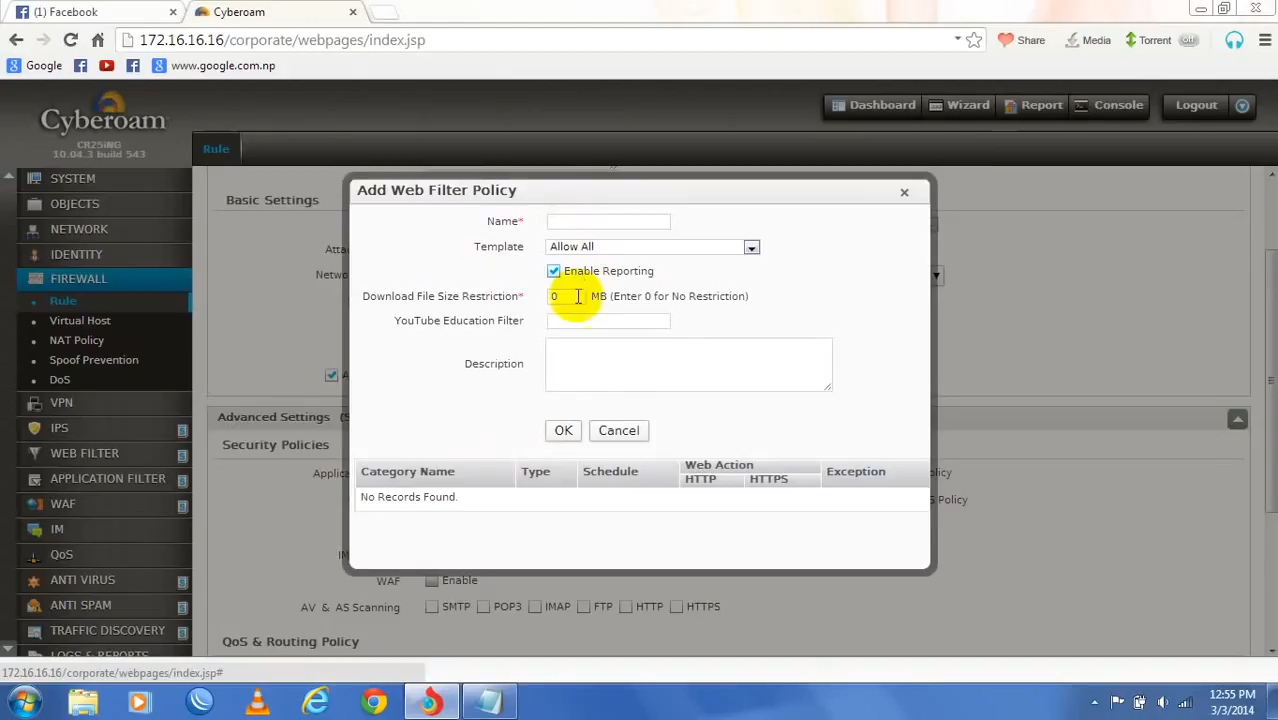 (1) Facebook
Cyberoam
172.16.16.16/corporate/webpages/index.jsp
Share
Media
Torrent
off
Google
www.google.com.np
Cyberoam
CR25iNG
10.04.3 build 543
Dashboard
Wizard
Report
Console
Logout
Rule
SYSTEM
OBJECTS
NETWORK
IDENTITY
FIREWALL
Rule
Virtual Host
NAT Policy
Spoof Prevention
DoS
VPN
IPS
WEB FILTER
APPLICATION FILTER
WAF
IM
QoS
ANTI VIRUS
ANTI SPAM
TRAFFIC DISCOVERY
LOGS & REPORTS
Basic Settings
Advanced Settings
Security Policies
WAF
Enable
AV & AS Scanning
SMTP POP3 IMAP FTP HTTP HTTPS
QoS & Routing Policy
Add Web Filter Policy
Name*
Template
Allow All
Enable Reporting
Download File Size Restriction*
0
MB (Enter 0 for No Restriction)
YouTube Education Filter
Description
OK
Cancel
Category Name
Type
Schedule
Web Action
HTTP
HTTPS
Exception
No Records Found.
172.16.16.16/corporate/webpages/index.jsp#
12:55 PM
3/3/2014